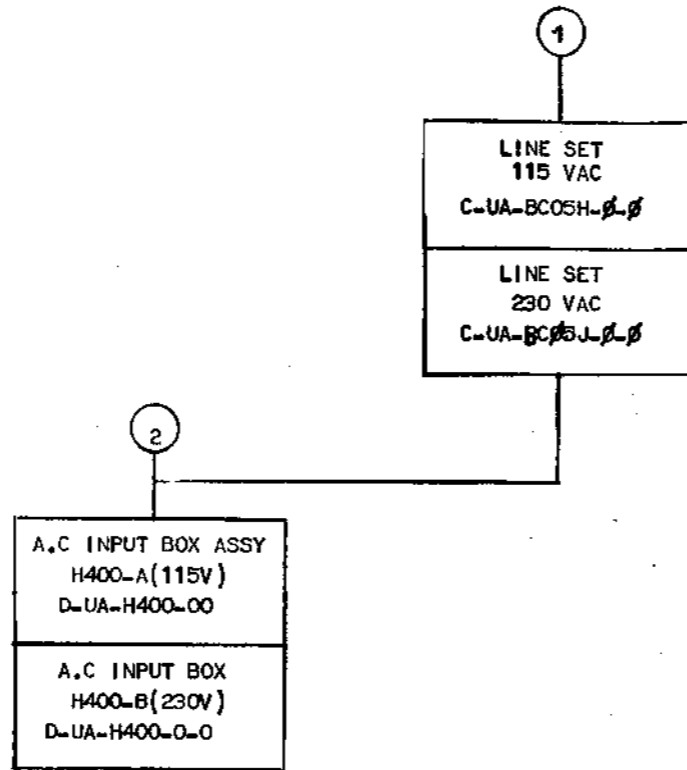 1
LINE SET
115 VAC
C-UA-BC05H-Ø-Ø
LINE SET
230 VAC
C-UA-BCØ5J-Ø-Ø
2
A.C INPUT BOX ASSY
H400-A(115V)
D-UA-H400-00
A.C INPUT BOX
H400-B(230V)
D-UA-H400-0-0